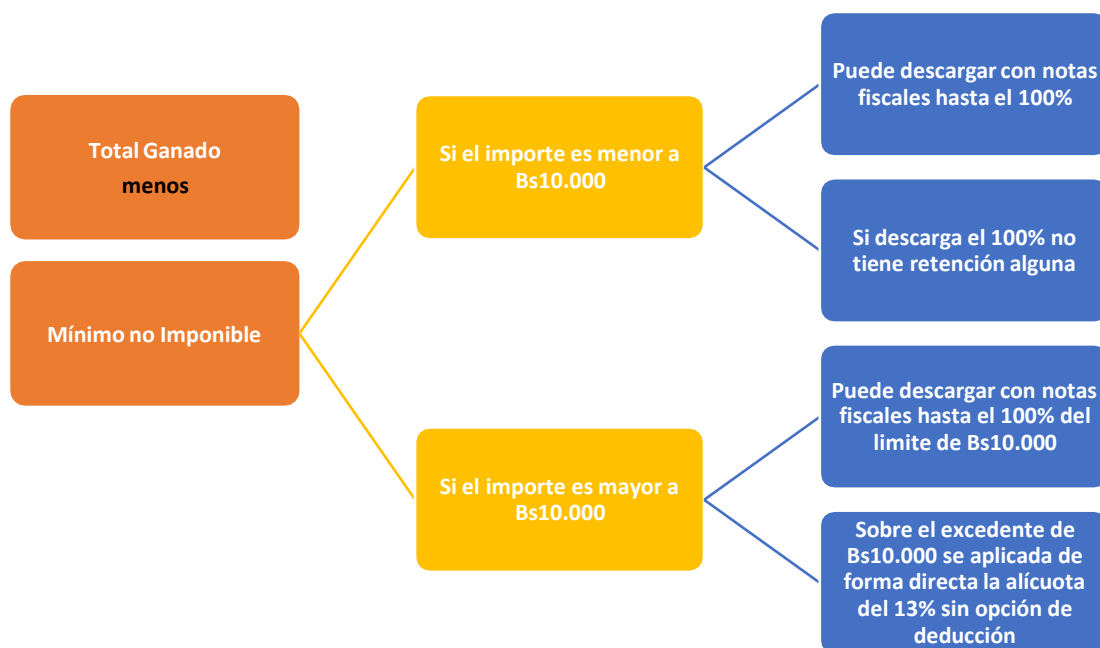 Total Ganado
menos
Mínimo no Imponible
Si el importe es menor a
Bs10.000
Puede descargar con notas
fiscales hasta el 100%
Si descarga el 100% no
tiene retención alguna
Si el importe es mayor a
Bs10.000
Puede descargar con notas
fiscales hasta el 100% del
limite de Bs10.000
Sobre el excedente de
Bs10.000 se aplicada de
forma directa la alícuota
del 13% sin opción de
deducción